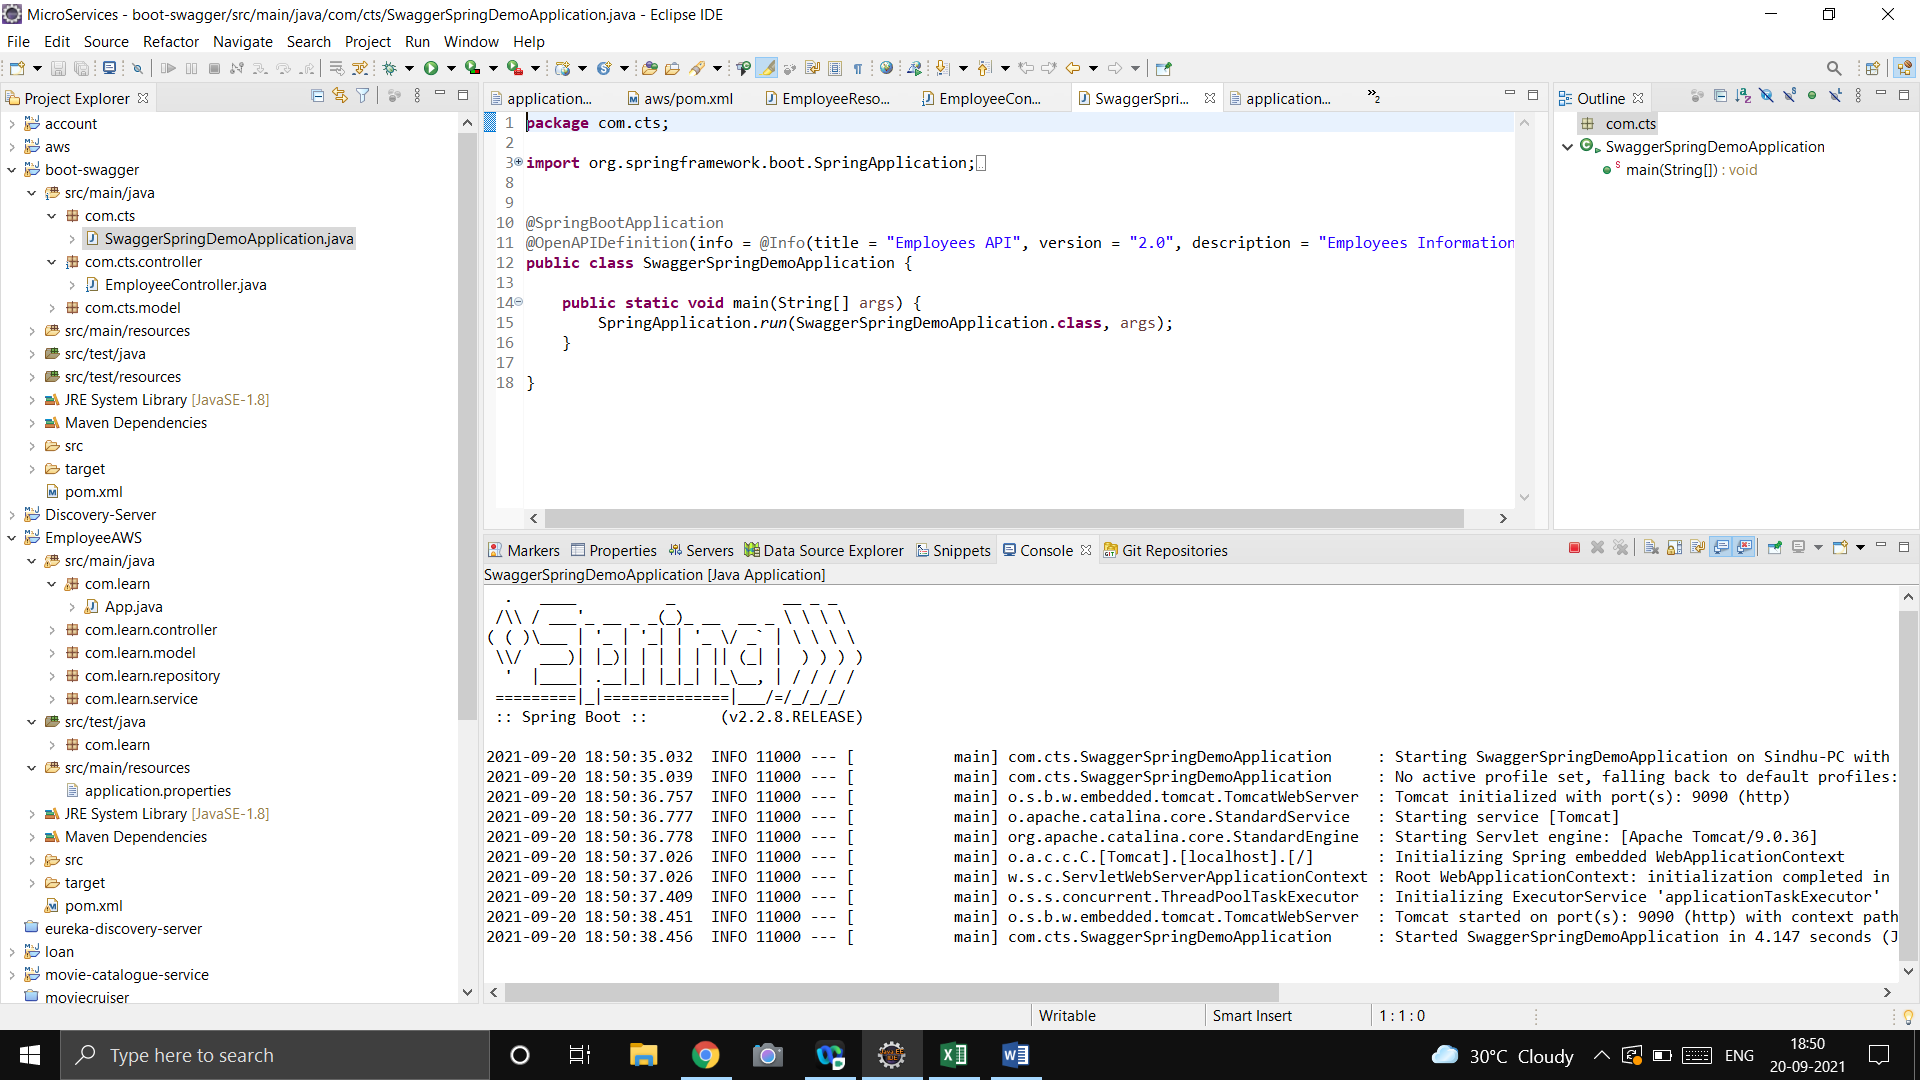 MicroServices - boot-swagger/src/main/java/com/cts/SwaggerSpringDemoApplication.java - Eclipse IDE
File Edit Source Refactor Navigate Search Project Run Window Help
Project Explorer
account
aws
boot-swagger
src/main/java
com.cts
SwaggerSpringDemoApplication.java
com.cts.controller
EmployeeController.java
com.cts.model
src/main/resources
src/test/java
src/test/resources
JRE System Library [JavaSE-1.8]
Maven Dependencies
src
target
pom.xml
Discovery-Server
EmployeeAWS
src/main/java
com.learn
App.java
com.learn.controller
com.learn.model
com.learn.repository
com.learn.service
src/test/java
com.learn
src/main/resources
application.properties
JRE System Library [JavaSE-1.8]
Maven Dependencies
src
target
pom.xml
eureka-discovery-server
loan
movie-catalogue-service
moviecruiser
application... aws/pom.xml EmployeeReso... EmployeeCon... SwaggerSpri... application... »2
1 package com.cts;
2
3 import org.springframework.boot.SpringApplication;
8
9
10 @SpringBootApplication
11 @OpenAPIDefinition(info = @Info(title = "Employees API", version = "2.0", description = "Employees Information
12 public class SwaggerSpringDemoApplication {
13
14 public static void main(String[] args) {
15 SpringApplication.run(SwaggerSpringDemoApplication.class, args);
16 }
17
18 }
Outline
com.cts
SwaggerSpringDemoApplication
main(String[]) : void
Markers Properties Servers Data Source Explorer Snippets Console Git Repositories
SwaggerSpringDemoApplication [Java Application]
Spring
:: Spring Boot :: (v2.2.8.RELEASE)
2021-09-20 18:50:35.032 INFO 11000 --- [ main] com.cts.SwaggerSpringDemoApplication : Starting SwaggerSpringDemoApplication on Sindhu-PC with
2021-09-20 18:50:35.039 INFO 11000 --- [ main] com.cts.SwaggerSpringDemoApplication : No active profile set, falling back to default profiles:
2021-09-20 18:50:36.757 INFO 11000 --- [ main] o.s.b.w.embedded.tomcat.TomcatWebServer : Tomcat initialized with port(s): 9090 (http)
2021-09-20 18:50:36.777 INFO 11000 --- [ main] o.apache.catalina.core.StandardService : Starting service [Tomcat]
2021-09-20 18:50:36.778 INFO 11000 --- [ main] org.apache.catalina.core.StandardEngine : Starting Servlet engine: [Apache Tomcat/9.0.36]
2021-09-20 18:50:37.026 INFO 11000 --- [ main] o.a.c.c.C.[Tomcat].[localhost].[/] : Initializing Spring embedded WebApplicationContext
2021-09-20 18:50:37.026 INFO 11000 --- [ main] w.s.c.ServletWebServerApplicationContext : Root WebApplicationContext: initialization completed in
2021-09-20 18:50:37.409 INFO 11000 --- [ main] o.s.s.concurrent.ThreadPoolTaskExecutor : Initializing ExecutorService 'applicationTaskExecutor'
2021-09-20 18:50:38.451 INFO 11000 --- [ main] o.s.b.w.embedded.tomcat.TomcatWebServer : Tomcat started on port(s): 9090 (http) with context path
2021-09-20 18:50:38.456 INFO 11000 --- [ main] com.cts.SwaggerSpringDemoApplication : Started SwaggerSpringDemoApplication in 4.147 seconds (J
Writable Smart Insert 1 : 1 : 0
Type here to search
30°C Cloudy ENG
18:50
20-09-2021